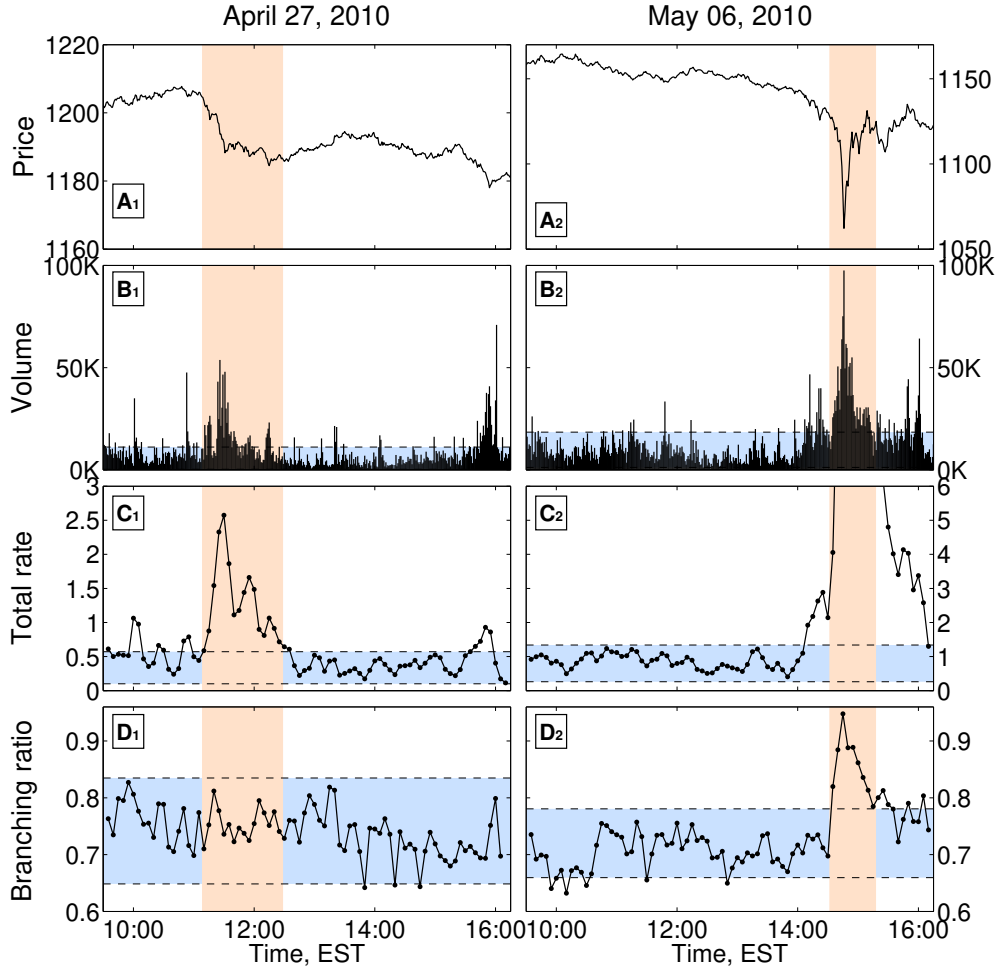 April 27, 2010
May 06, 2010
Price
1220
1200
1180
1160
A1
A2
1150
1100
1050
Volume
100K
50K
0K
B1
B2
100K
50K
0K
Total rate
3
2.5
2
1.5
1
0.5
0
C1
C2
6
5
4
3
2
1
0
Branching ratio
0.9
0.8
0.7
0.6
D1
D2
0.9
0.8
0.7
0.6
10:00
12:00
14:00
16:00
10:00
12:00
14:00
16:00
Time, EST
Time, EST